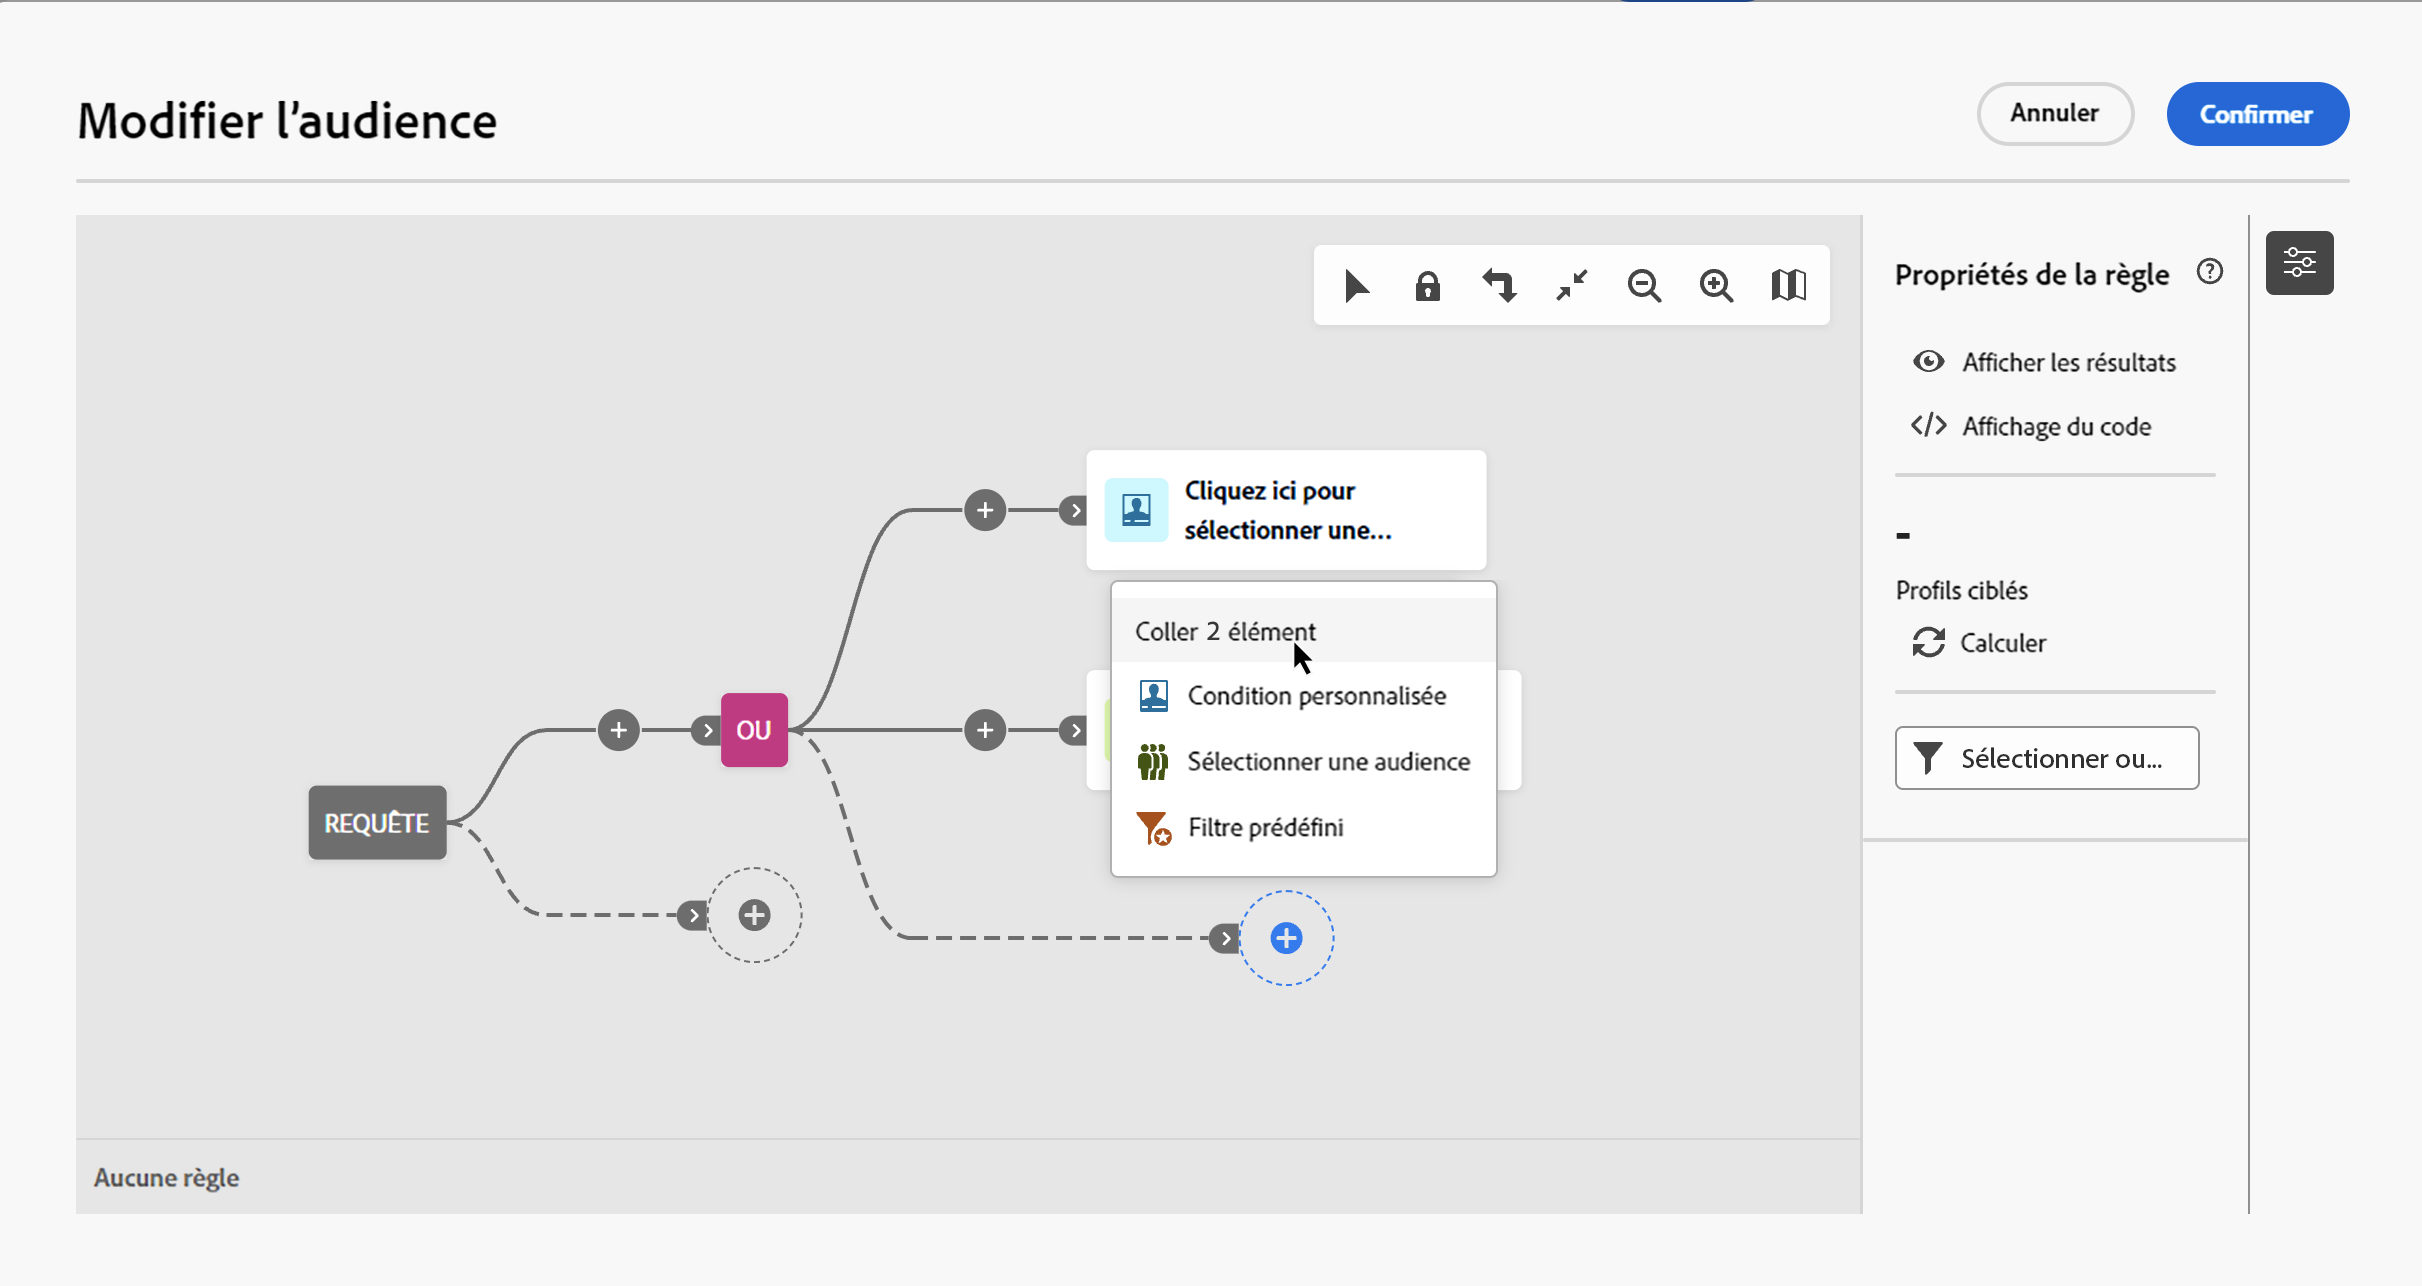 Modifier l’audience
Annuler
Confirmer
Propriétés de la règle
Afficher les résultats
Affichage du code
-
Profils ciblés
Calculer
Sélectionner ou...
Cliquez ici pour
sélectionner une...
Coller 2 élément
Condition personnalisée
Sélectionner une audience
Filtre prédéfini
OU
REQUÊTE
Aucune règle